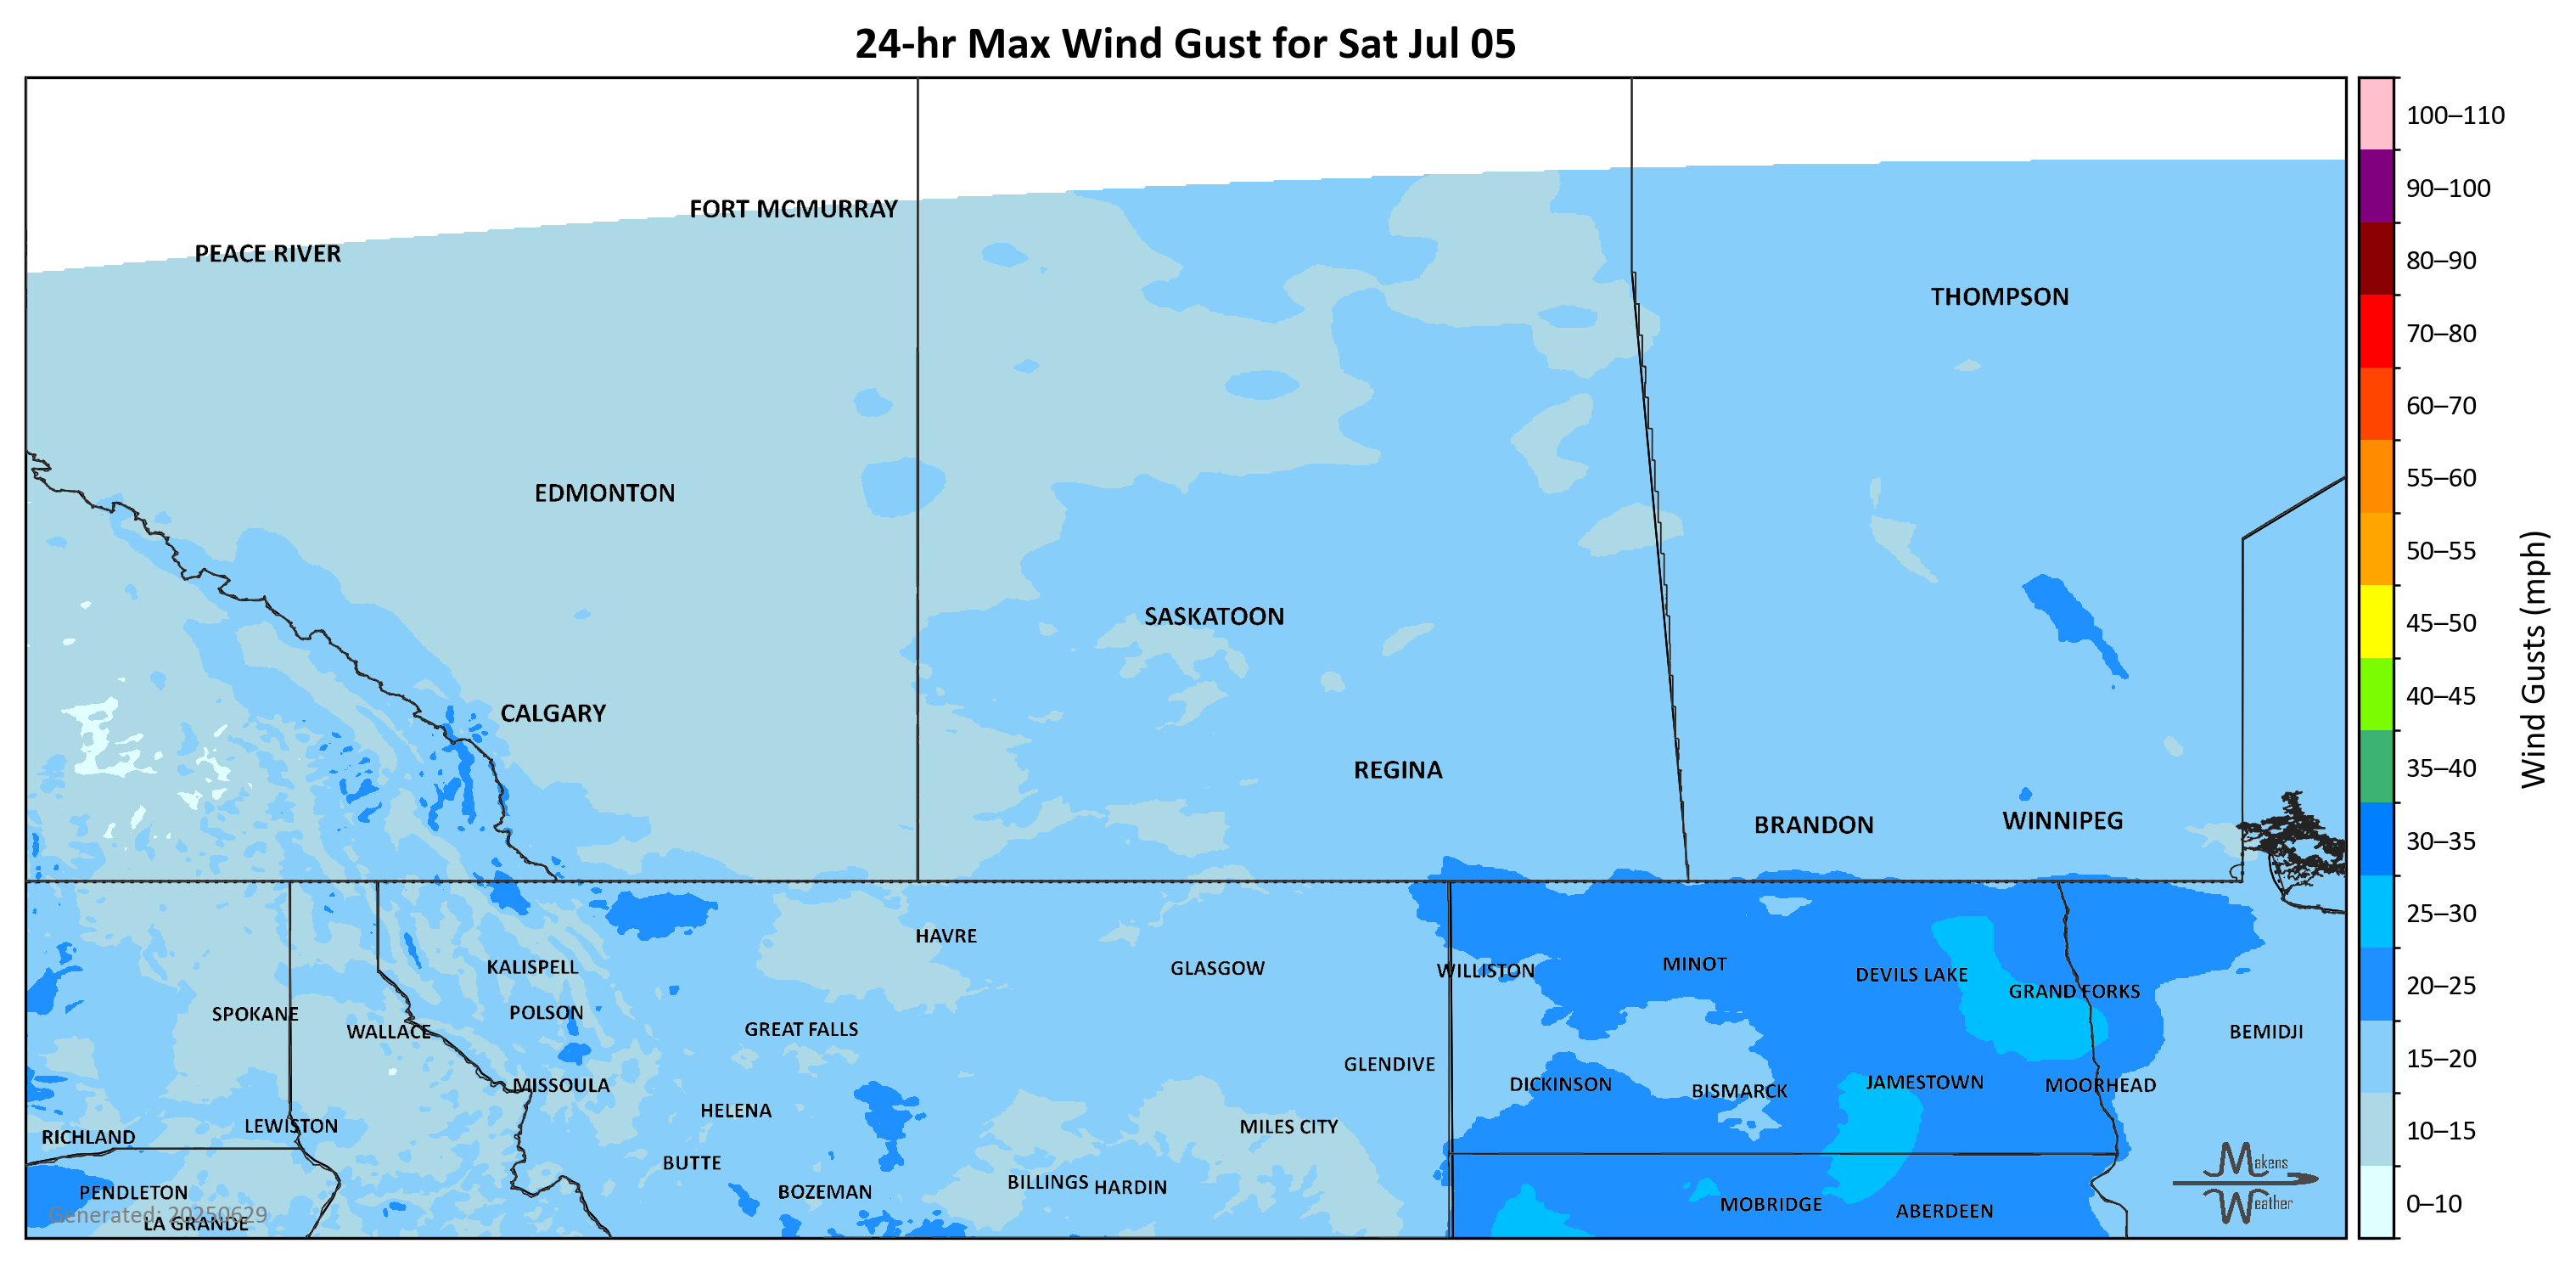 24-hr Max Wind Gust for Sat Jul 05
100–110
90–100
80–90
70–80
60–70
55–60
50–55
45–50
40–45
35–40
30–35
25–30
20–25
15–20
10–15
0–10
Wind Gusts (mph)
FORT MCMURRAY
PEACE RIVER
THOMPSON
EDMONTON
SASKATOON
CALGARY
REGINA
BRANDON
WINNIPEG
HAVRE
KALISPELL
GLASGOW
WILLISTON
MINOT
DEVILS LAKE
GRAND FORKS
SPOKANE
POLSON
WALLACE
GREAT FALLS
BEMIDJI
GLENDIVE
MISSOULA
DICKINSON
BISMARCK
JAMESTOWN
MOORHEAD
HELENA
LEWISTON
MILES CITY
RICHLAND
BUTTE
BILLINGS
HARDIN
PENDLETON
BOZEMAN
MOBRIDGE
ABERDEEN
LA GRANDE
Generated: 20250629
Makens
Weather